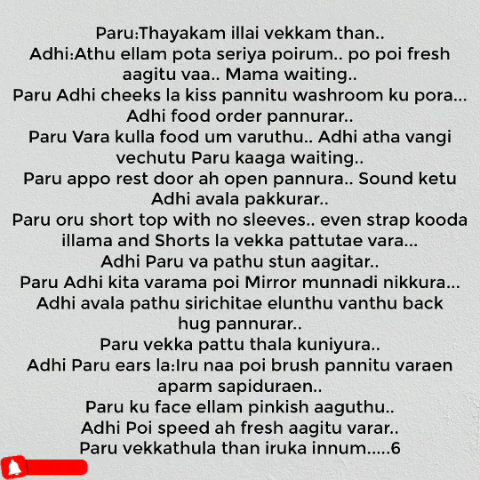 Paru:Thayakam illai vekkam than..
Adhi:Athu ellam pota seriya poirum.. po poi fresh
aagitu vaa.. Mama waiting..
Paru Adhi cheeks la kiss pannitu washroom ku pora...
Adhi food order pannurar..
Paru Vara kulla food um varuthu.. Adhi atha vangi
vechutu Paru kaaga waiting..
Paru appo rest door ah open pannura.. Sound ketu
Adhi avala pakkurar..
Paru oru short top with no sleeves.. even strap kooda
illama and Shorts la vekka pattutae vara...
Adhi Paru va pathu stun aagitar..
Paru Adhi kita varama poi Mirror munnadi nikkura...
Adhi avala pathu sirichitae elunthu vanthu back
hug pannurar..
Paru vekka pattu thala kuniyura..
Adhi Paru ears la:Iru naa poi brush pannitu varaen
aparm sapiduraen..
Paru ku face ellam pinkish aaguthu..
Adhi Poi speed ah fresh aagitu varar..
Paru vekkathula than iruka innum.....6